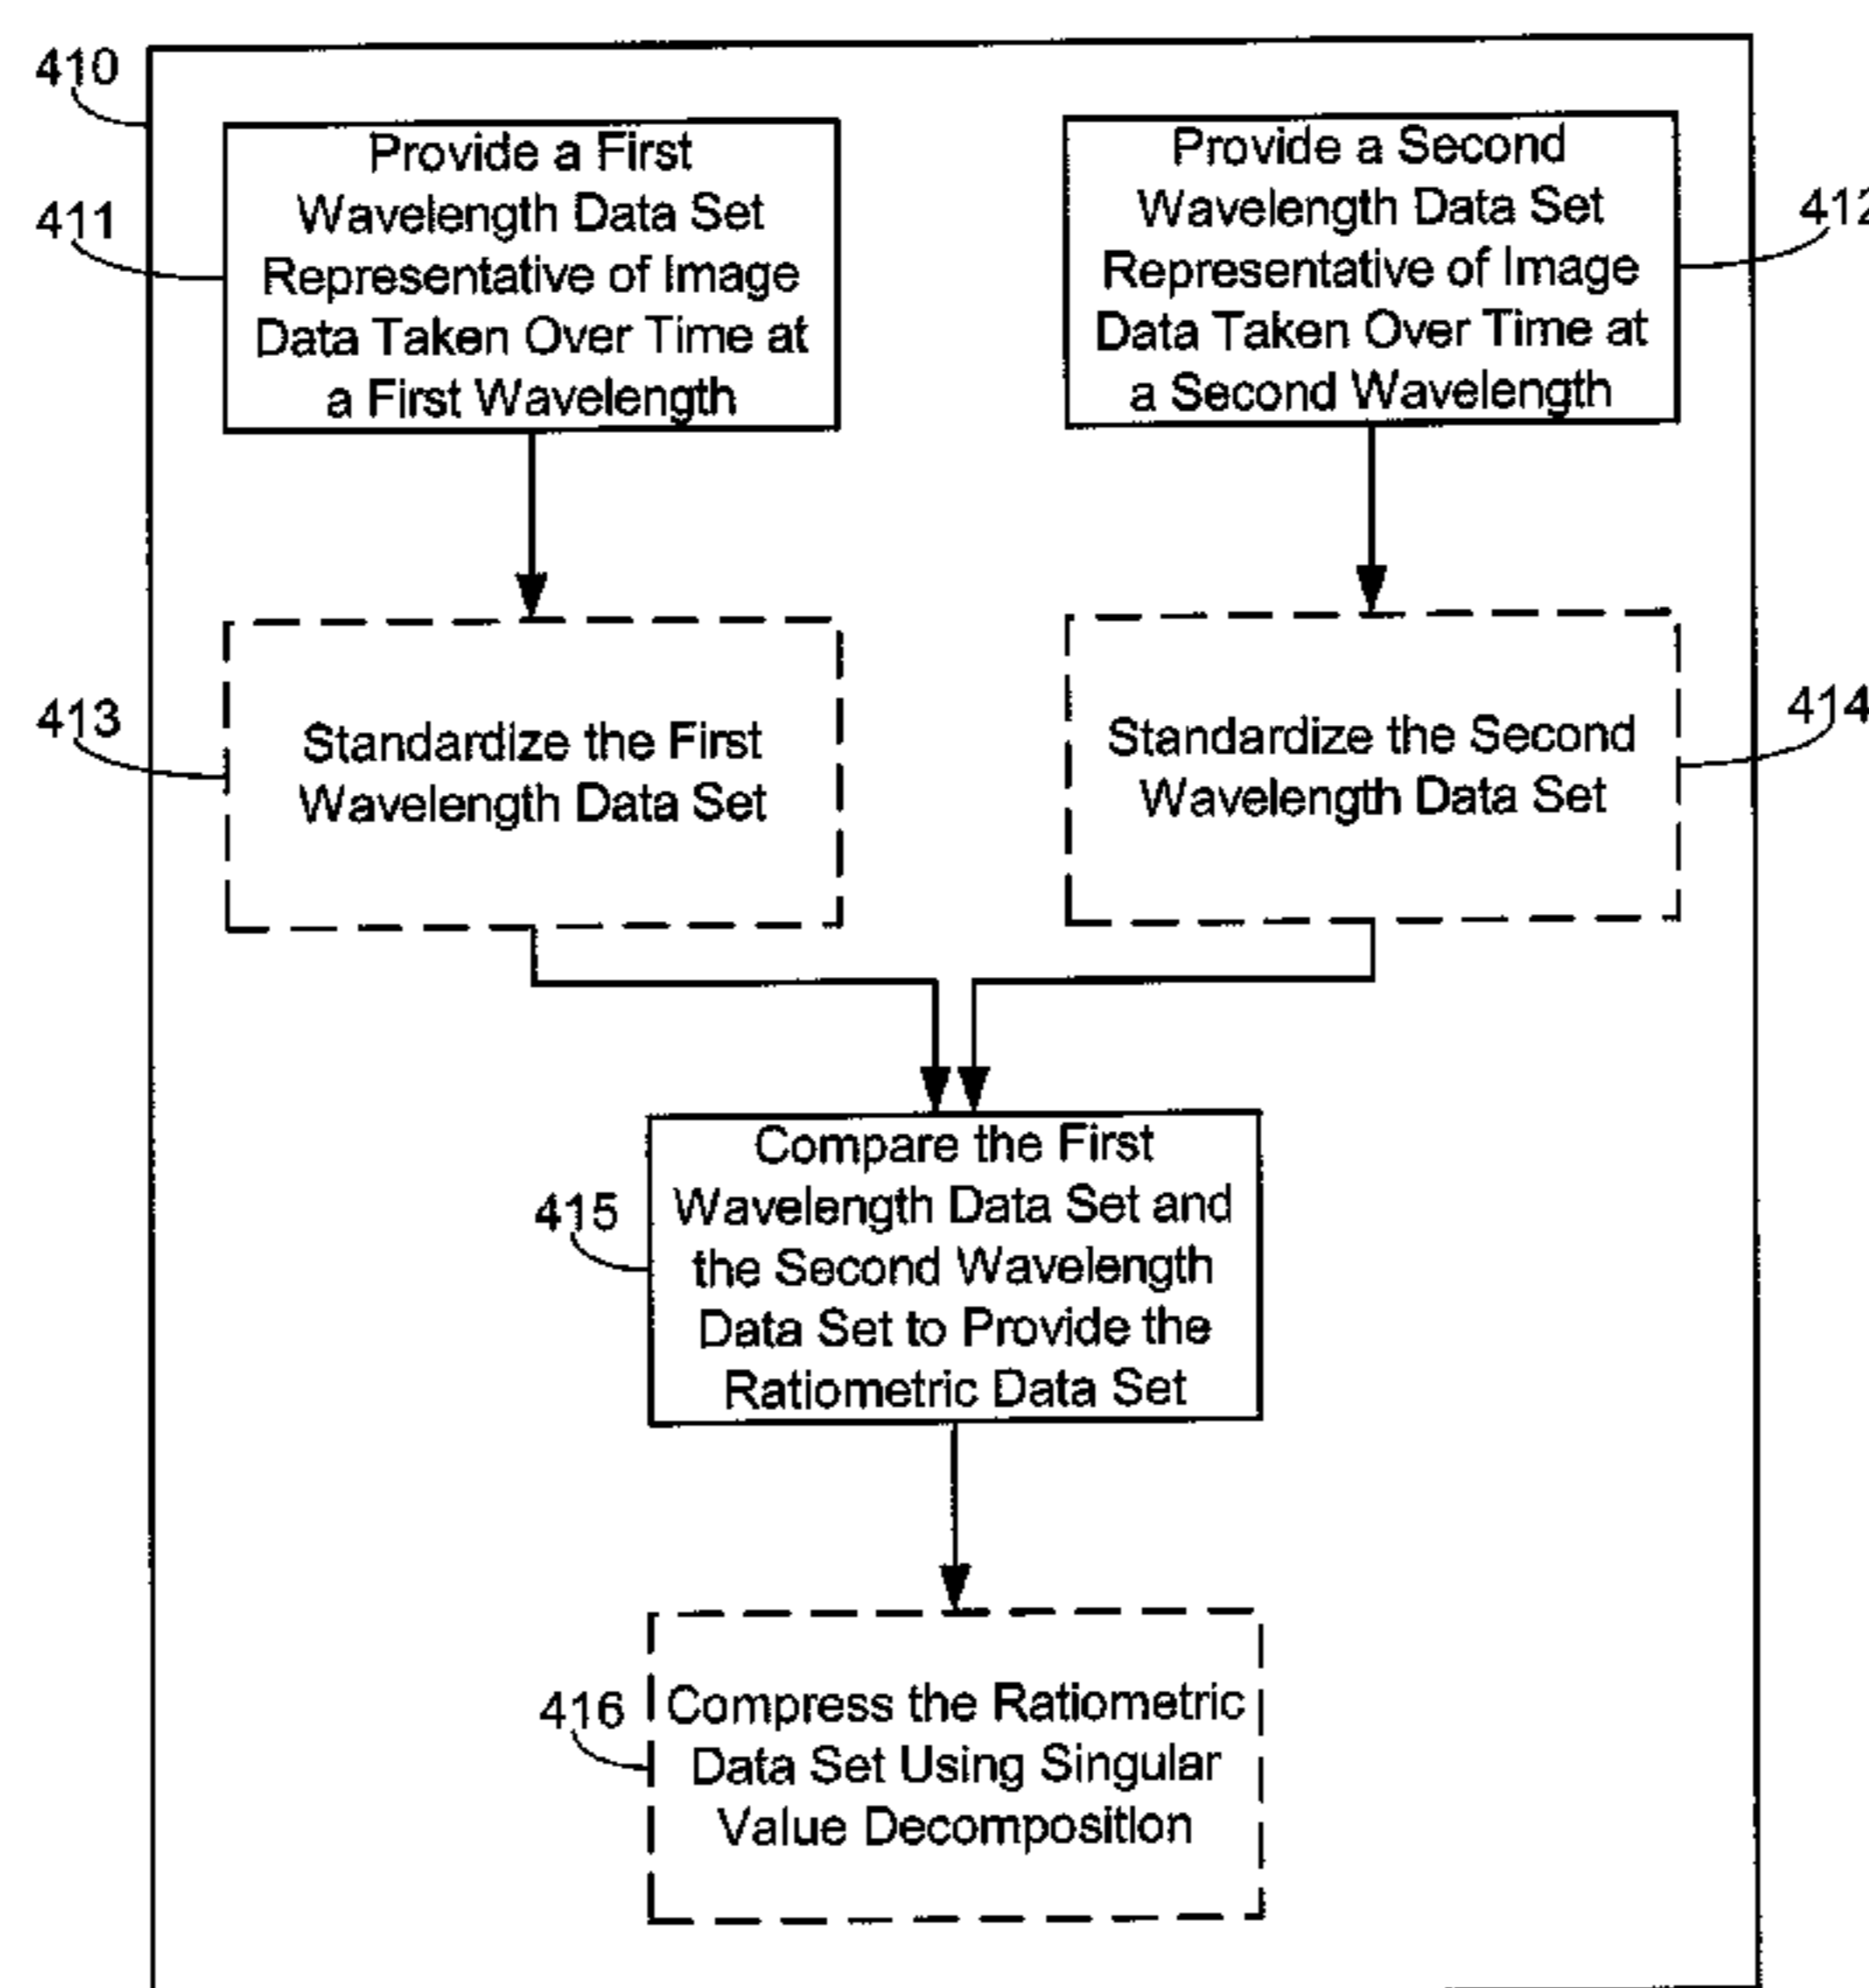 410
Provide a First
Wavelength Data Set
Representative of Image
Data Taken Over Time at
a First Wavelength
411
Provide a Second
Wavelength Data Set
Representative of Image
Data Taken Over Time at
a Second Wavelength
412
413
Standardize the First
Wavelength Data Set
Standardize the Second
Wavelength Data Set
414
Compare the First
Wavelength Data Set and
the Second Wavelength
Data Set to Provide the
Ratiometric Data Set
415
416
Compress the Ratiometric
Data Set Using Singular
Value Decomposition